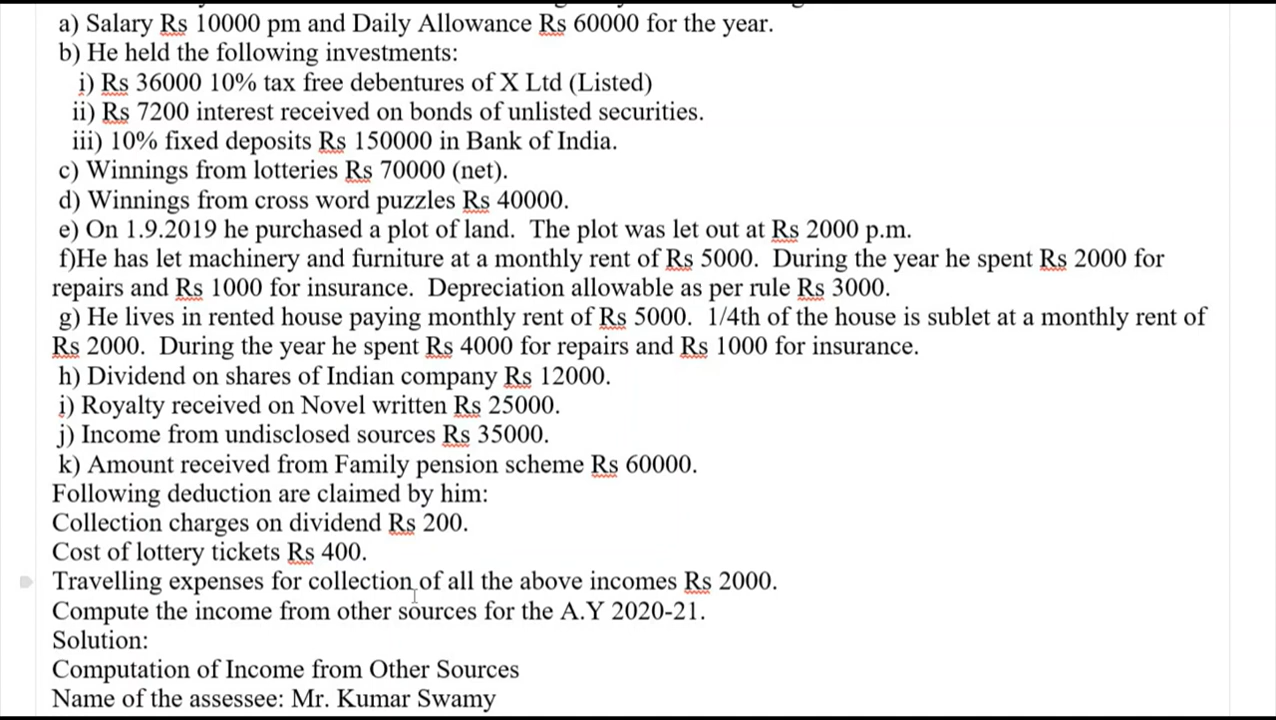 a) Salary Rs 10000 pm and Daily Allowance Rs 60000 for the year.
b) He held the following investments:
i) Rs 36000 10% tax free debentures of X Ltd (Listed)
ii) Rs 7200 interest received on bonds of unlisted securities.
iii) 10% fixed deposits Rs 150000 in Bank of India.
c) Winnings from lotteries Rs 70000 (net).
d) Winnings from cross word puzzles Rs 40000.
e) On 1.9.2019 he purchased a plot of land.  The plot was let out at Rs 2000 p.m.
f)He has let machinery and furniture at a monthly rent of Rs 5000.  During the year he spent Rs 2000 for
repairs and Rs 1000 for insurance.  Depreciation allowable as per rule Rs 3000.
g) He lives in rented house paying monthly rent of Rs 5000.  1/4th of the house is sublet at a monthly rent of
Rs 2000.  During the year he spent Rs 4000 for repairs and Rs 1000 for insurance.
h) Dividend on shares of Indian company Rs 12000.
i) Royalty received on Novel written Rs 25000.
j) Income from undisclosed sources Rs 35000.
k) Amount received from Family pension scheme Rs 60000.
Following deduction are claimed by him:
Collection charges on dividend Rs 200.
Cost of lottery tickets Rs 400.
Travelling expenses for collection of all the above incomes Rs 2000.
Compute the income from other sources for the A.Y 2020-21.
Solution:
Computation of Income from Other Sources
Name of the assessee: Mr. Kumar Swamy